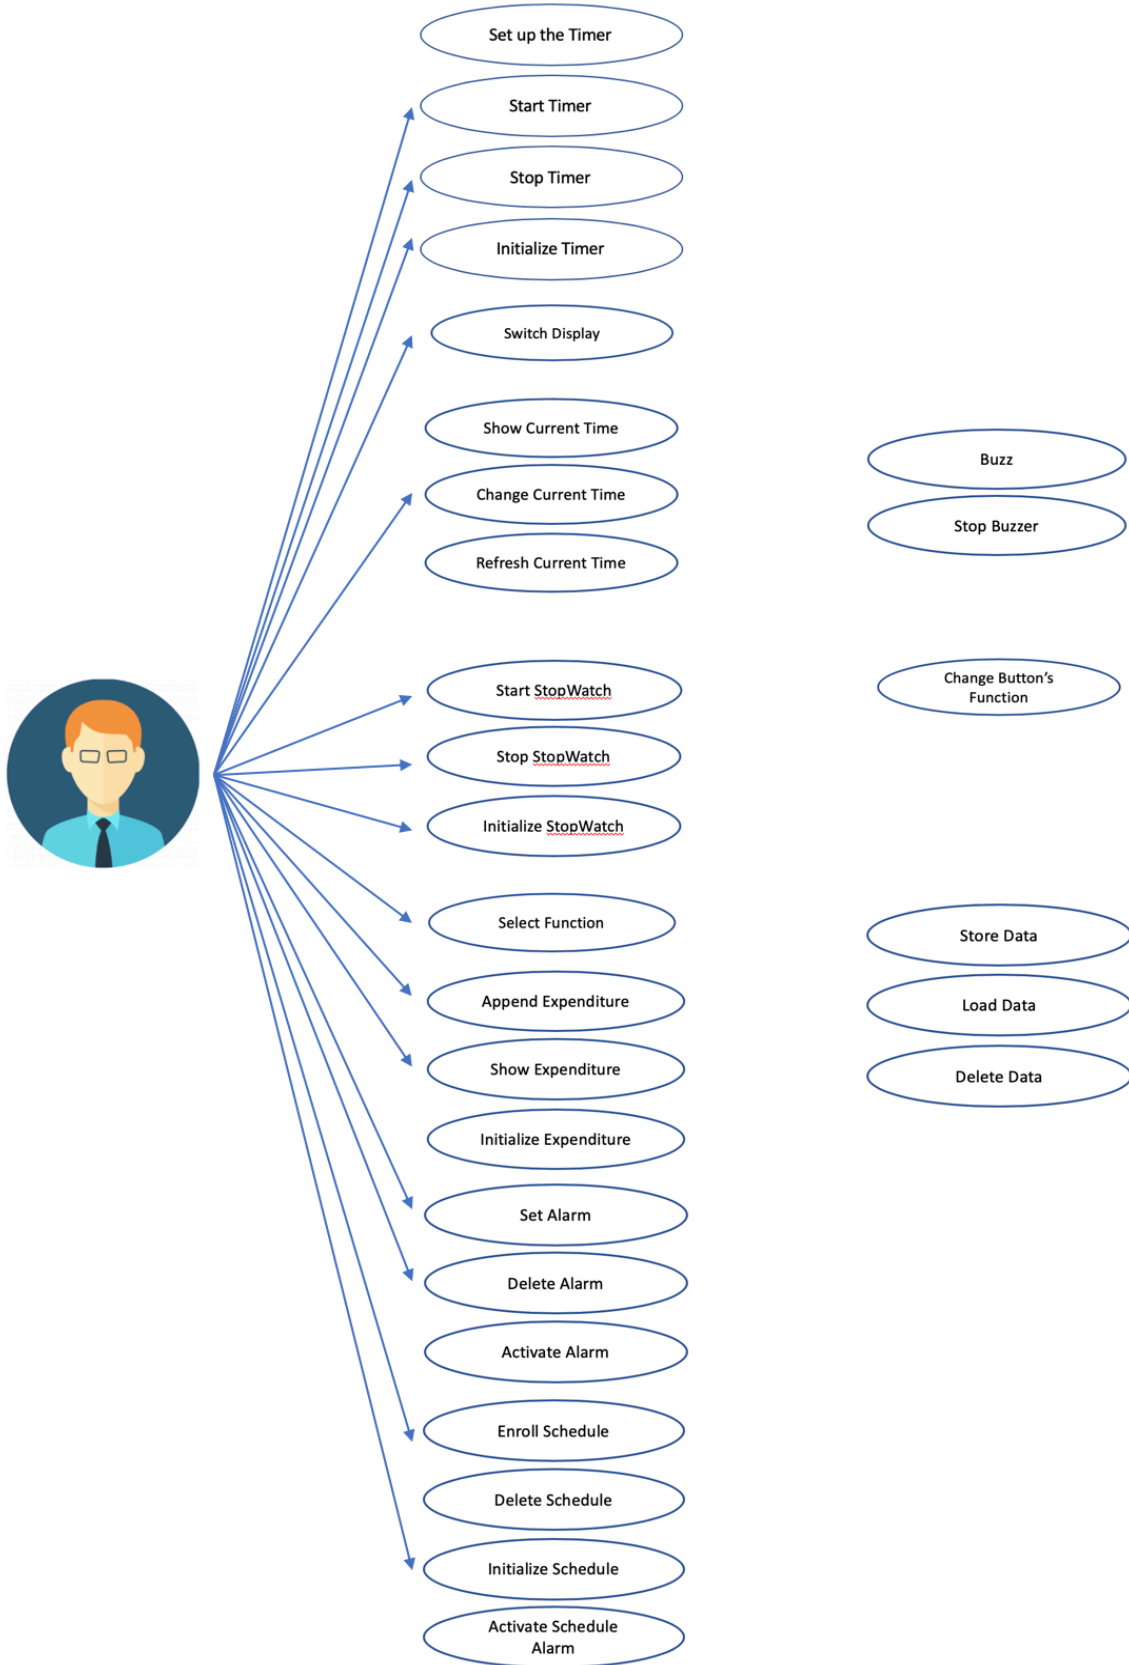 Set up the Timer
Start Timer
Stop Timer
Initialize Timer
Switch Display
Show Current Time
Change Current Time
Refresh Current Time
Start StopWatch
Stop StopWatch
Initialize StopWatch
Select Function
Append Expenditure
Show Expenditure
Initialize Expenditure
Set Alarm
Delete Alarm
Activate Alarm
Enroll Schedule
Delete Schedule
Initialize Schedule
Activate Schedule
Alarm
Buzz
Stop Buzzer
Change Button's
Function
Store Data
Load Data
Delete Data